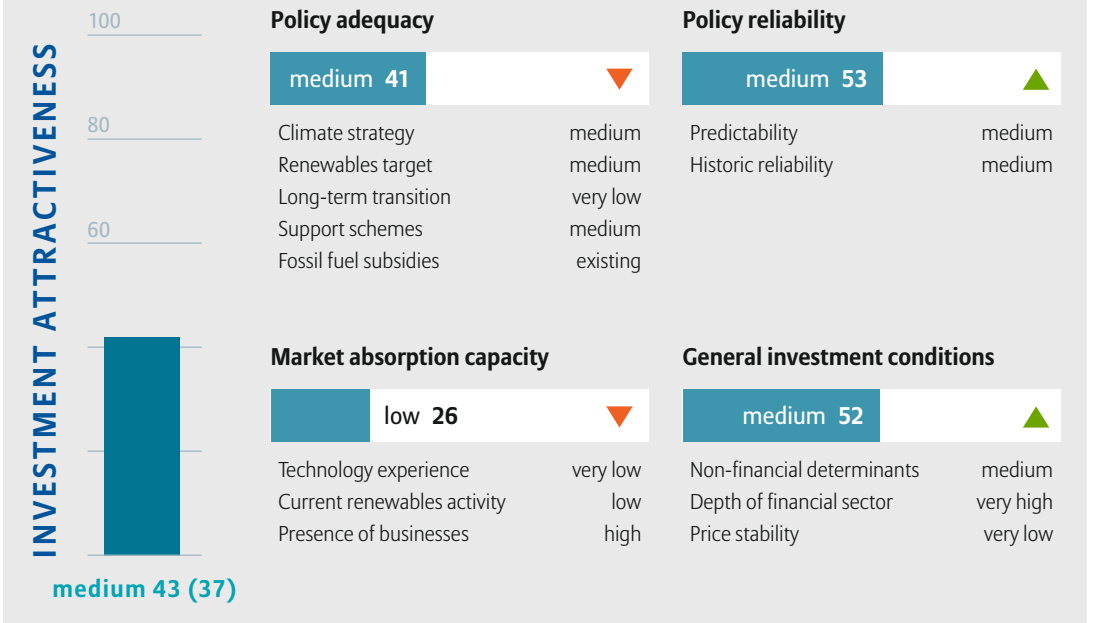 INVESTMENT ATTRACTIVENESS
100
80
60
medium 43 (37)
Policy adequacy
medium 41
Climate strategy medium
Renewables target medium
Long-term transition very low
Support schemes medium
Fossil fuel subsidies existing
Policy reliability
medium 53
Predictability medium
Historic reliability medium
Market absorption capacity
low 26
Technology experience very low
Current renewables activity low
Presence of businesses high
General investment conditions
medium 52
Non-financial determinants medium
Depth of financial sector very high
Price stability very low